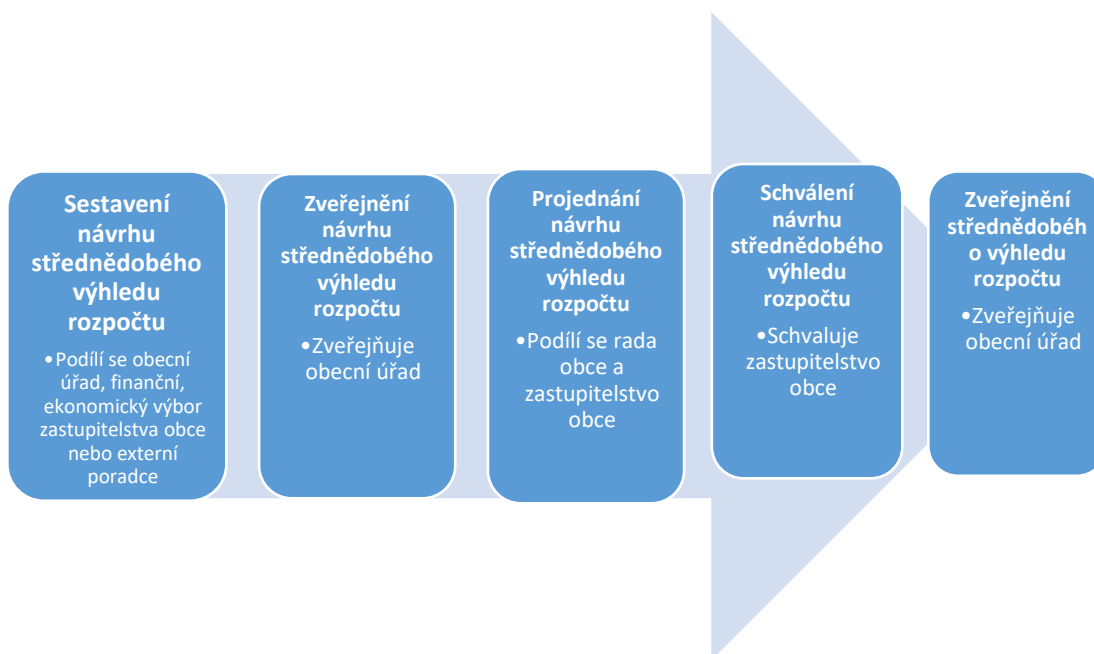 Sestavení
návrhu
střednědobého
výhledu
rozpočtu
•Podílí se obecní
úřad, finanční,
ekonomický výbor
zastupitelstva obce
nebo externí
poradce
Zveřejnění
návrhu
střednědobého
výhledu
rozpočtu
•Zveřejňuje
obecní úřad
Projednání
návrhu
střednědobého
výhledu
rozpočtu
•Podílí se rada
obce a
zastupitelstvo
obce
Schválení
návrhu
střednědobého
výhledu
rozpočtu
•Schvaluje
zastupitelstvo
obce
Zveřejnění
střednědobéh
o výhledu
rozpočtu
•Zveřejňuje
obecní úřad